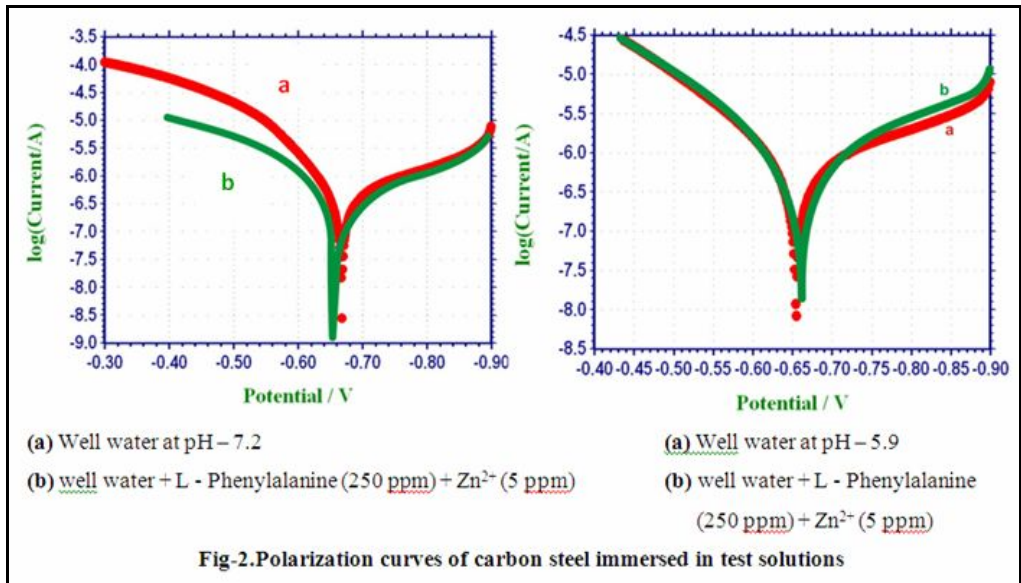 -3.5
-4.0
-4.5
-5.0
-5.5
-6.0
-6.5
-7.0
-7.5
-8.0
-8.5
-9.0
log(Current/A)
a
b
-0.30 -0.40 -0.50 -0.60 -0.70 -0.80 -0.90
Potential / V
-4.5
-5.0
-5.5
-6.0
-6.5
-7.0
-7.5
-8.0
-8.5
log(Current/A)
b
a
-0.40 -0.45 -0.50 -0.55 -0.60 -0.65 -0.70 -0.75 -0.80 -0.85 -0.90
Potential / V
(a) Well water at pH – 7.2
(b) well water + L - Phenylalanine (250 ppm) + Zn²⁺ (5 ppm)
(a) Well water at pH – 5.9
(b) well water + L - Phenylalanine
(250 ppm) + Zn²⁺ (5 ppm)
Fig-2.Polarization curves of carbon steel immersed in test solutions